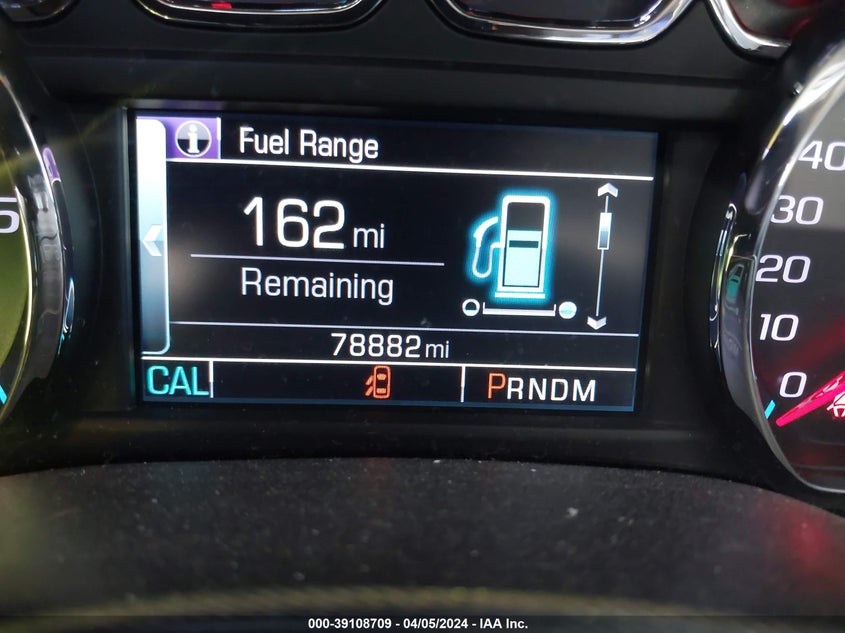 Fuel Range
162 mi
Remaining
78882 mi
CAL
PRNDM
5
40
30
20
10
0
000-39108709 - 04/05/2024 - IAA Inc.